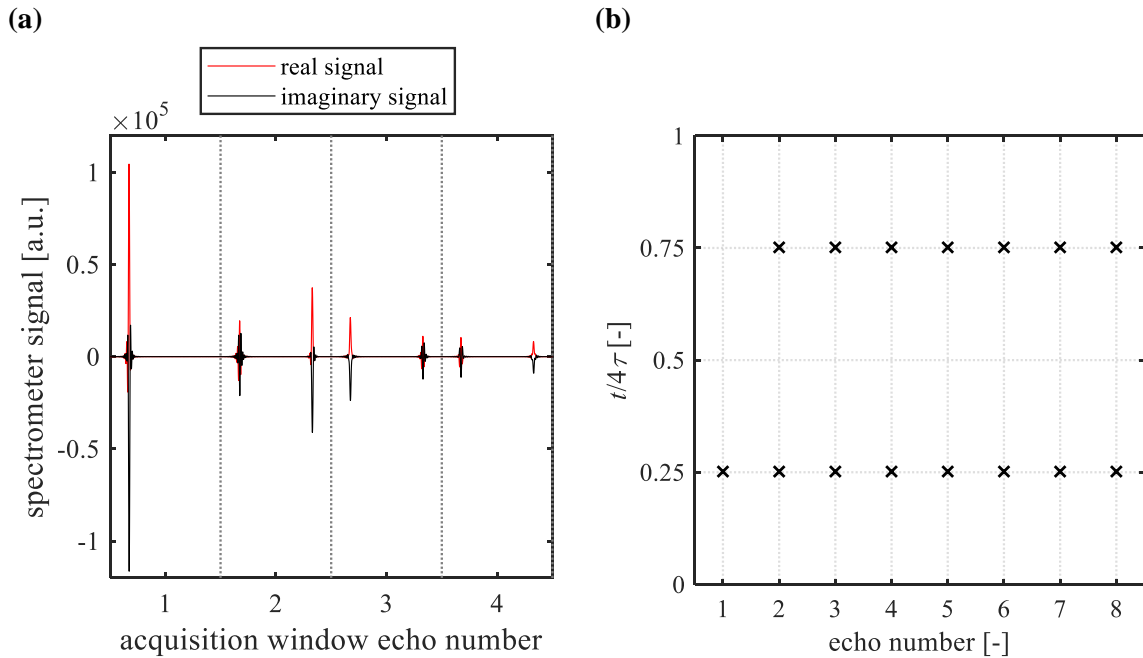 (a)
real signal
imaginary signal
×10^5
1
0.5
0
-0.5
-1
spectrometer signal [a.u.]
1 2 3 4
acquisition window echo number
(b)
1
0.75
0.5
0.25
0
t/4τ [-]
1 2 3 4 5 6 7 8
echo number [-]